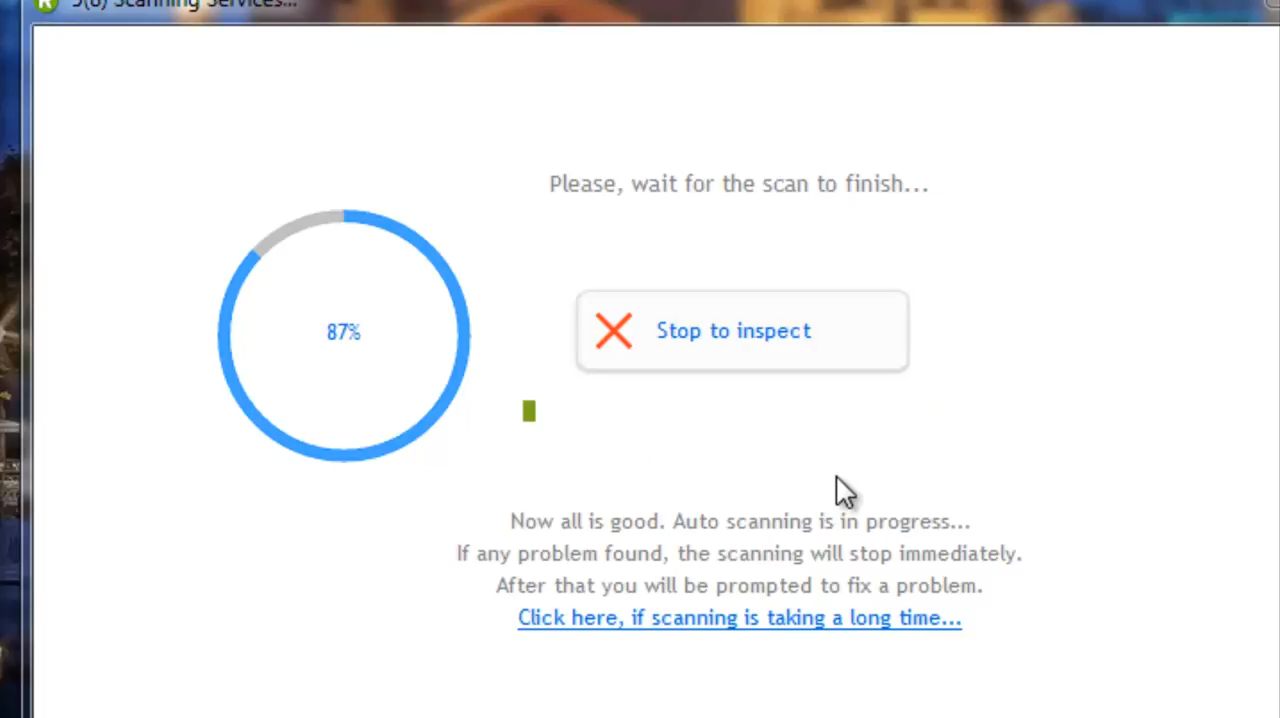 Scanning Services...
Please, wait for the scan to finish...
87%
Stop to inspect
Now all is good. Auto scanning is in progress...
If any problem found, the scanning will stop immediately.
After that you will be prompted to fix a problem.
Click here, if scanning is taking a long time...